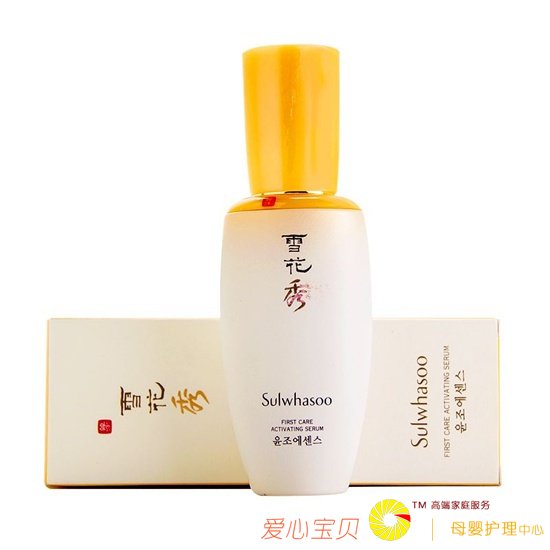 雪
花
秀
Sulwhasoo
FIRST CARE
ACTIVATING SERUM
윤조에센스
雪花秀
Sulwhasoo
FIRST CARE ACTIVATING SERUM
윤조에센스
爱心宝贝
TM 高端家庭服务
母婴护理中心